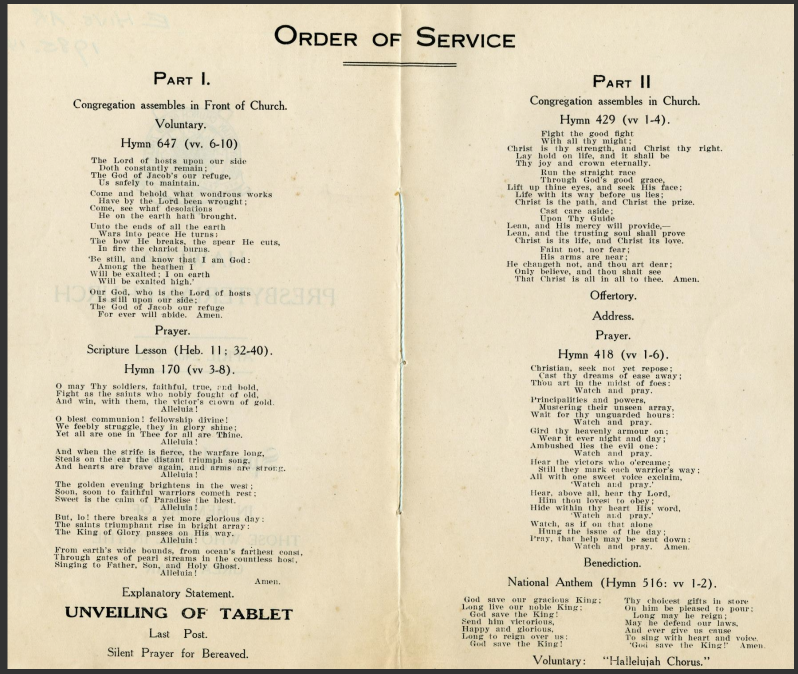 ORDER OF SERVICE
PART I.
Congregation assembles in Front of Church.
Voluntary.
Hymn 647 (vv. 6-10)
The Lord of hosts upon our side
Doth constantly remain;
The God of Jacob's our refuge,
Us safely to maintain.
Come and behold what wondrous works
Have by the Lord been wrought;
Come, see what desolations
He on the earth hath brought.
Unto the ends of all the earth
Wars into peace He turns:
The bow He breaks, the spear He cuts,
In fire the chariot burns.
'Be still, and know that I am God:
Among the heathen I
Will be exalted; I on earth
Will be exalted high.'
Our God, who is the Lord of hosts
Is still upon our side;
The God of Jacob our refuge
For ever will abide. Amen.
Prayer.
Scripture Lesson (Heb. 11; 32-40).
Hymn 170 (vv 3-8).
O may Thy soldiers, faithful, true, and bold,
Fight as the saints who nobly fought of old,
And win, with them, the victor's crown of gold.
Alleluia!
O blest communion! fellowship divine!
We feebly struggle, they in glory shine;
Yet all are one in Thee for all are Thine.
Alleluia!
And when the strife is fierce, the warfare long,
Steals on the ear the distant triumph song,
And hearts are brave again, and arms are strong.
Alleluia!
The golden evening brightens in the west;
Soon, soon to faithful warriors cometh rest;
Sweet is the calm of Paradise the blest.
Alleluia!
But, lo! there breaks a yet more glorious day:
The saints triumphant rise in bright array:
The King of Glory passes on His way.
Alleluia!
From earth's wide bounds, from ocean's farthest coast,
Through gates of pearl streams in the countless host,
Singing to Father, Son, and Holy Ghost.
Alleluia!
Amen.
Explanatory Statement.
UNVEILING OF TABLET
Last Post.
Silent Prayer for Bereaved.
PART II
Congregation assembles in Church.
Hymn 429 (vv 1-4).
Fight the good fight
With all thy might;
Christ is thy strength, and Christ thy right.
Lay hold on life, and it shall be
Thy joy and crown eternally.
Run the straight race
Through God's good grace,
Lift up thine eyes, and seek His face;
Life with its way before us lies;
Christ is the path, and Christ the prize.
Cast care aside;
Upon Thy Guide
Lean, and His mercy will provide,—
Lean, and the trusting soul shall prove
Christ is its life, and Christ its love.
Faint not, nor fear;
His arms are near;
He changeth not, and thou art dear;
Only believe, and thou shalt see
That Christ is all in all to thee. Amen.
Offertory.
Address.
Prayer.
Hymn 418 (vv 1-6).
Christian, seek not yet repose;
Cast thy dreams of ease away;
Thou art in the midst of foes:
Watch and pray.
Principalities and powers,
Mustering their unseen array,
Wait for thy unguarded hours:
Watch and pray.
Gird thy heavenly armour on;
Wear it ever night and day;
Ambushed lies the evil one:
Watch and pray.
Hear the victors who o'ercame;
Still they mark each warrior's way;
All with one sweet voice exclaim,
'Watch and pray.'
Hear, above all, hear thy Lord,
Him thou lovest to obey;
Hide within thy heart His word,
'Watch and pray.'
Watch, as if on that alone
Hung the issue of the day;
Pray, that help may be sent down:
Watch and pray. Amen.
Benediction.
National Anthem (Hymn 516: vv 1-2).
God save our gracious King;
Long live our noble King;
God save the King!
Send him victorious,
Happy and glorious,
Long to reign over us:
God save the King!
Thy choicest gifts in store
On him be pleased to pour;
Long may he reign;
May he defend our laws,
And ever give us cause
To sing with heart and voice,
'God save the King!' Amen.
Voluntary: "Hallelujah Chorus."